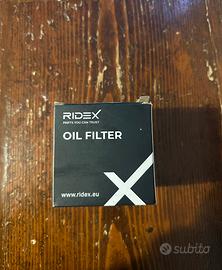 RIDEX
PARTS YOU CAN TRUST
OIL FILTER
www.ridex.eu
subito